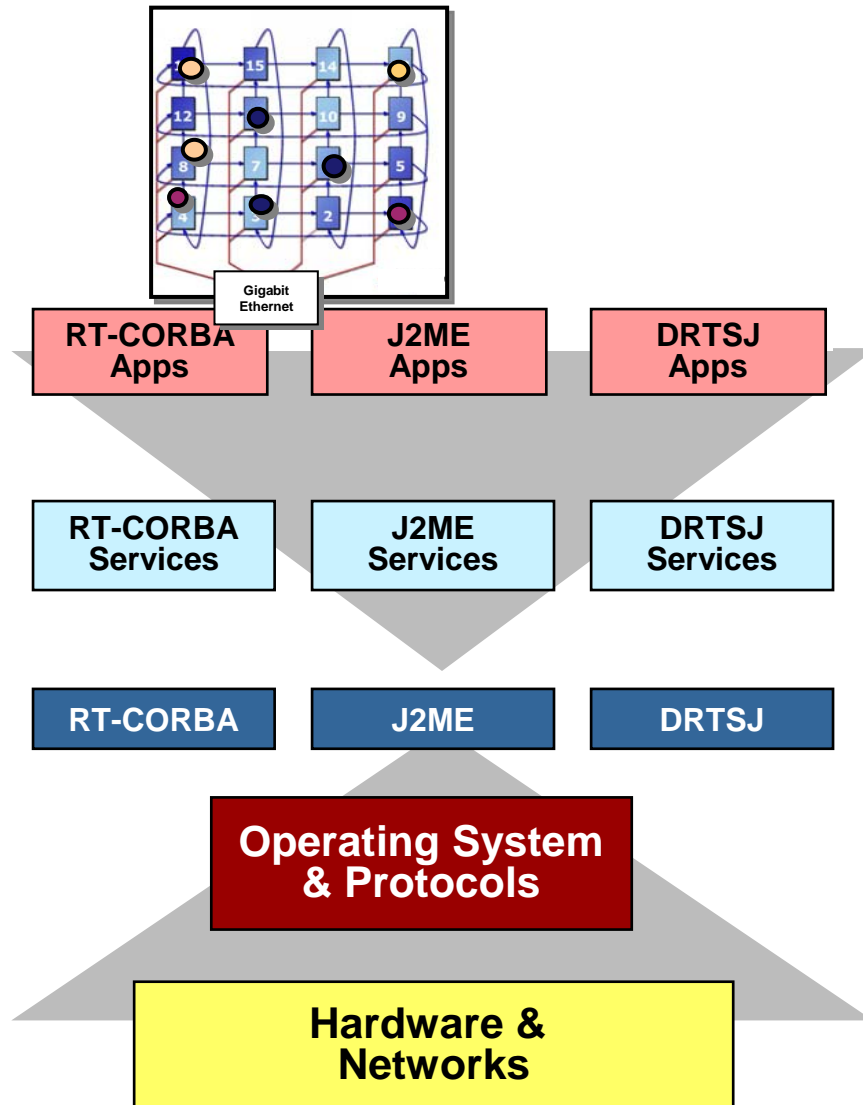 15 14
12 10 9
8 7 5
4 2
Gigabit
Ethernet
RT-CORBA
Apps
J2ME
Apps
DRTSJ
Apps
RT-CORBA
Services
J2ME
Services
DRTSJ
Services
RT-CORBA
J2ME
DRTSJ
Operating System
& Protocols
Hardware &
Networks